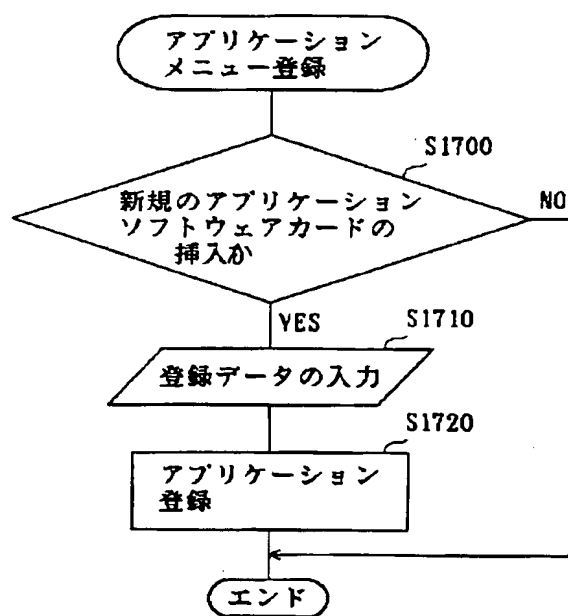 アプリケーション
メニュー登録
S1700
新規のアプリケーション
ソフトウェアカードの
挿入か
NO
YES
S1710
登録データの入力
S1720
アプリケーション
登録
エンド